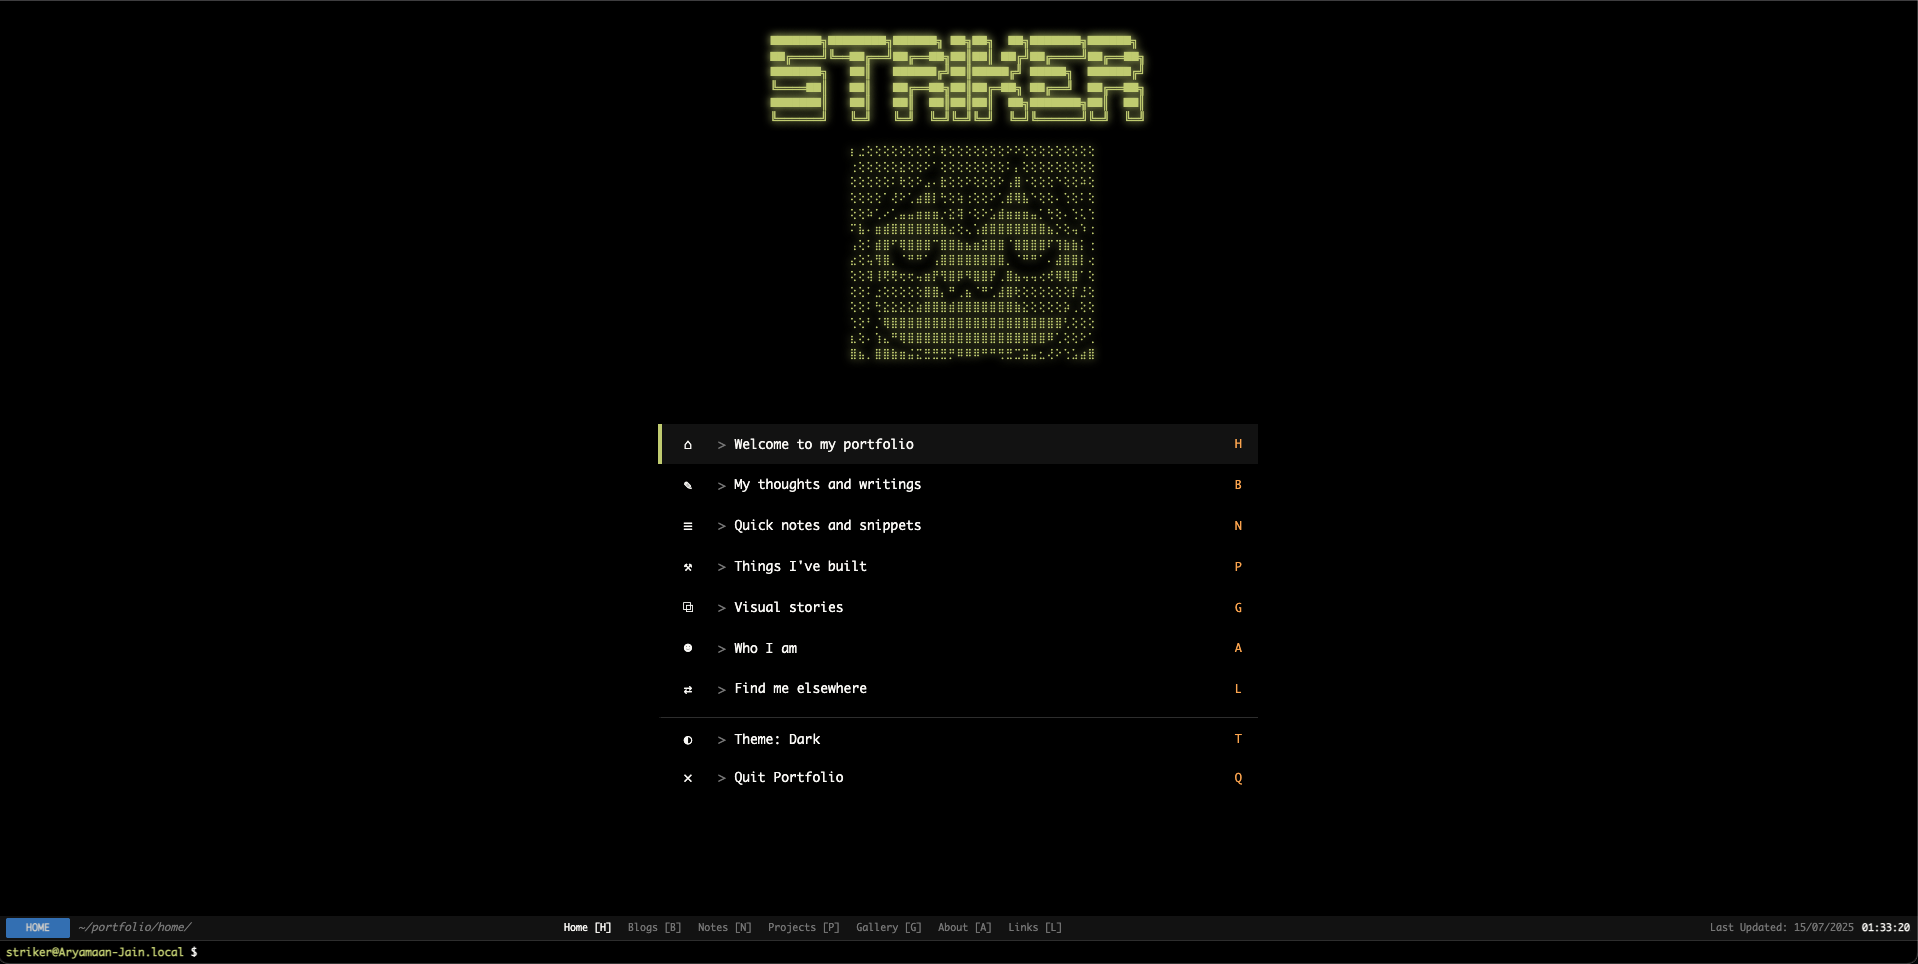 STRIKER
⌂ > Welcome to my portfolio H
✎ > My thoughts and writings B
≡ > Quick notes and snippets N
⚒ > Things I've built P
⧉ > Visual stories G
☻ > Who I am A
⇄ > Find me elsewhere L
◐ > Theme: Dark T
✕ > Quit Portfolio Q
HOME ~/portfolio/home/ Home [H] Blogs [B] Notes [N] Projects [P] Gallery [G] About [A] Links [L] Last Updated: 15/07/2025 01:33:20
striker@Aryamaan-Jain.local $